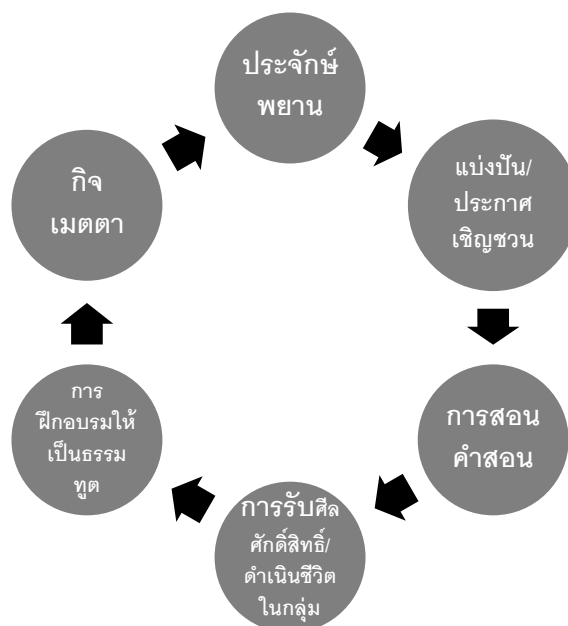 ประจักษ์
พยาน
แบ่งปัน/
ประกาศ
เชิญชวน
การสอน
คำสอน
การรับศีล
ศักดิ์สิทธิ์/
ดำเนินชีวิต
ในกลุ่ม
การ
ฝึกอบรมให้
เป็นธรรม
ทูต
กิจ
เมตตา